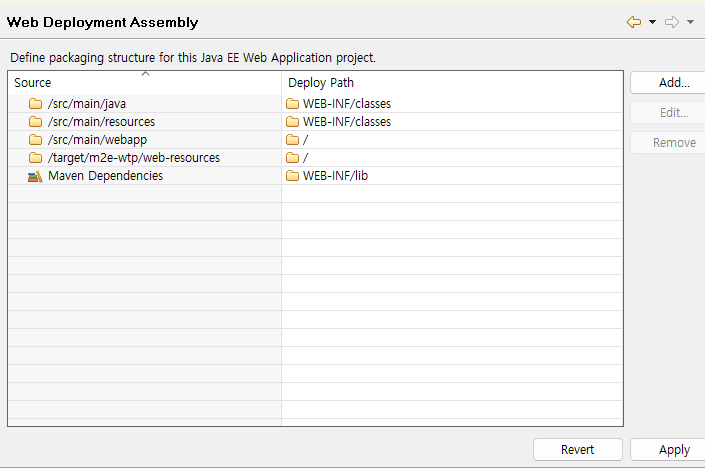 Web Deployment Assembly
Define packaging structure for this Java EE Web Application project.
Source Deploy Path
/src/main/java WEB-INF/classes
/src/main/resources WEB-INF/classes
/src/main/webapp /
/target/m2e-wtp/web-resources /
Maven Dependencies WEB-INF/lib
Add...
Edit...
Remove
Revert Apply